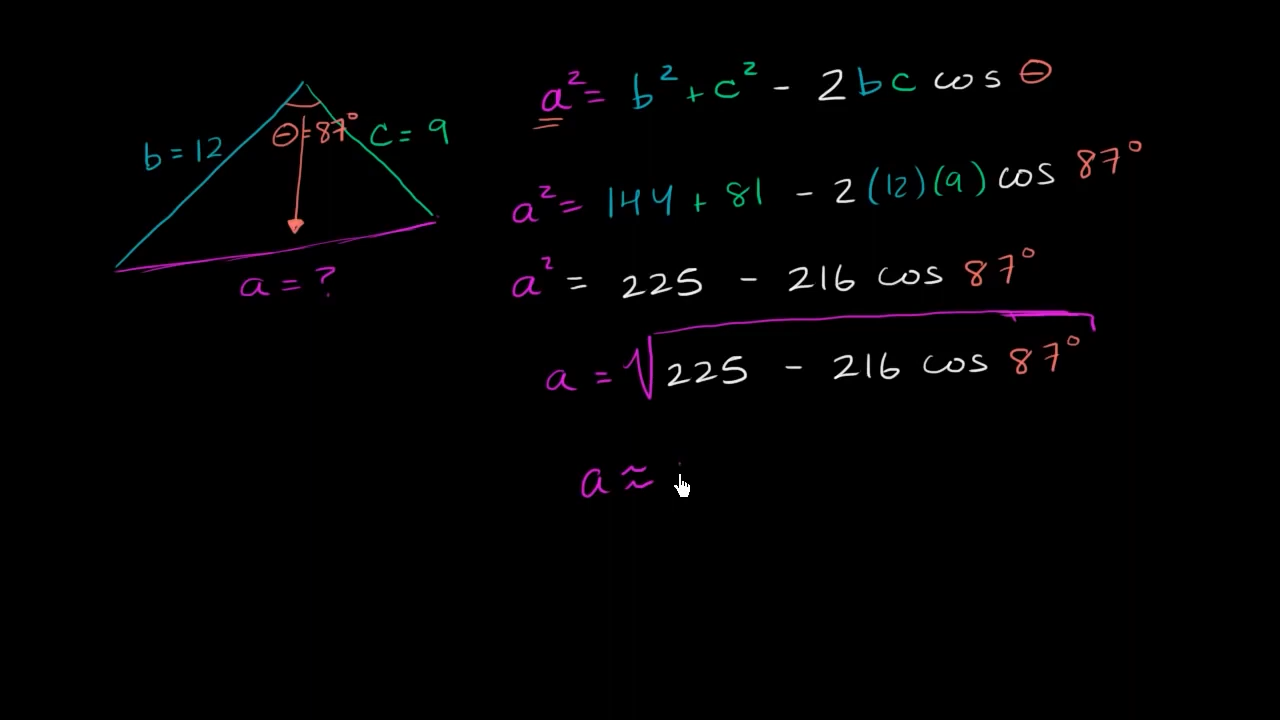 b = 12
Θ = 87°
c = 9
a = ?
a² = b² + c² - 2bc cos Θ
a² = 144 + 81 - 2(12)(9) cos 87°
a² = 225 - 216 cos 87°
a = √225 - 216 cos 87°
a ≈